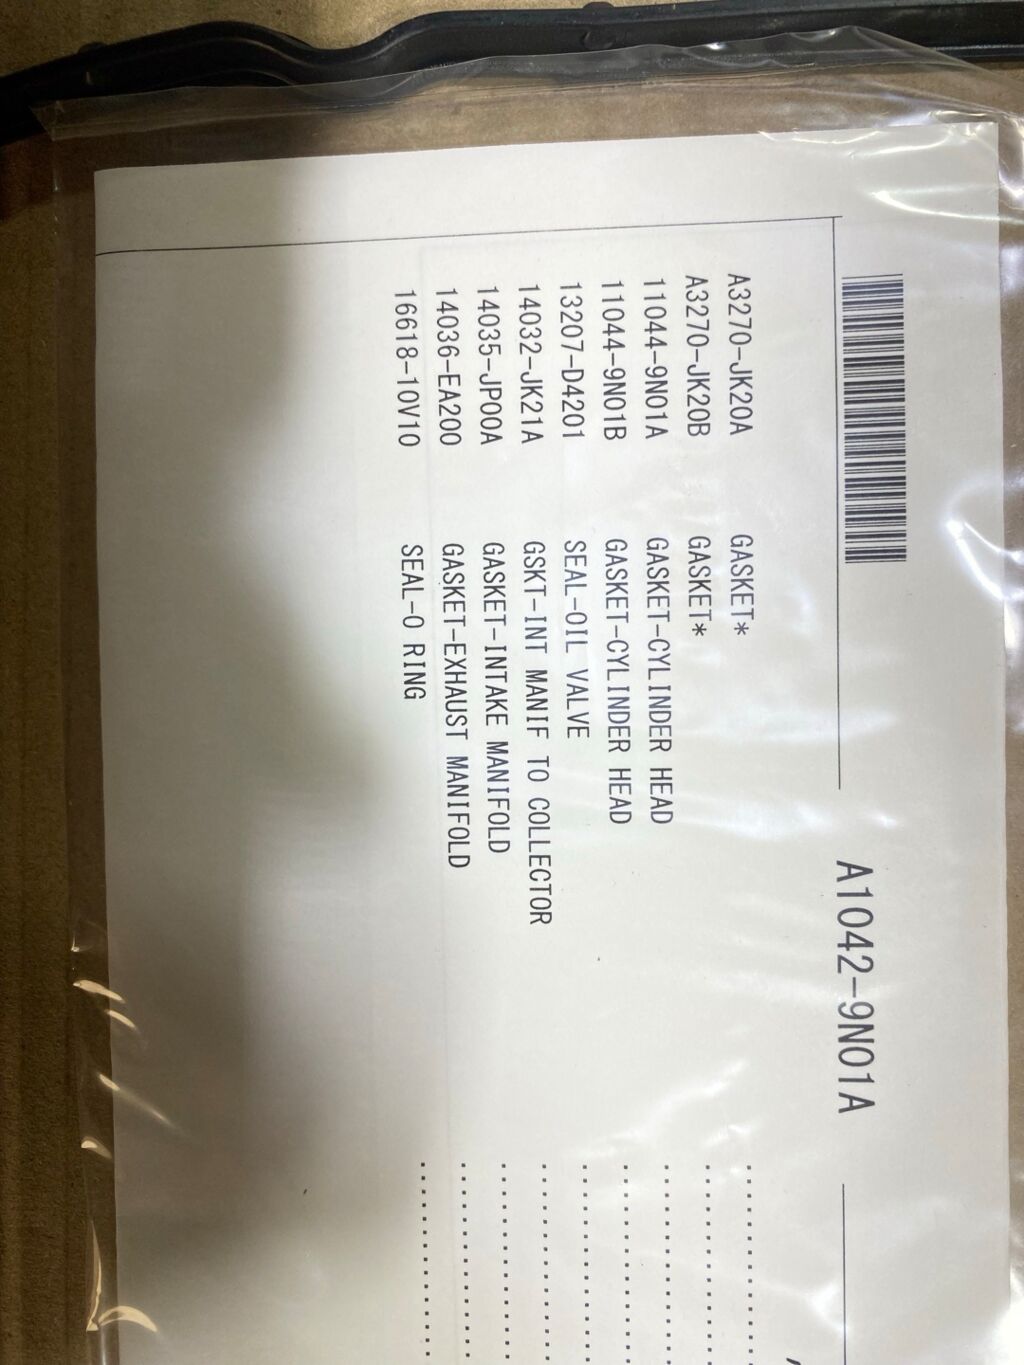 A1042-9N01A
A3270-JK20A GASKET* ................
A3270-JK20B GASKET* ................
11044-9N01A GASKET-CYLINDER HEAD ................
11044-9N01B GASKET-CYLINDER HEAD ................
13207-D4201 SEAL-OIL VALVE ................
14032-JK21A GSKT-INT MANIF TO COLLECTOR ................
14035-JP00A GASKET-INTAKE MANIFOLD ................
14036-EA200 GASKET-EXHAUST MANIFOLD ................
16618-10V10 SEAL-O RING ................